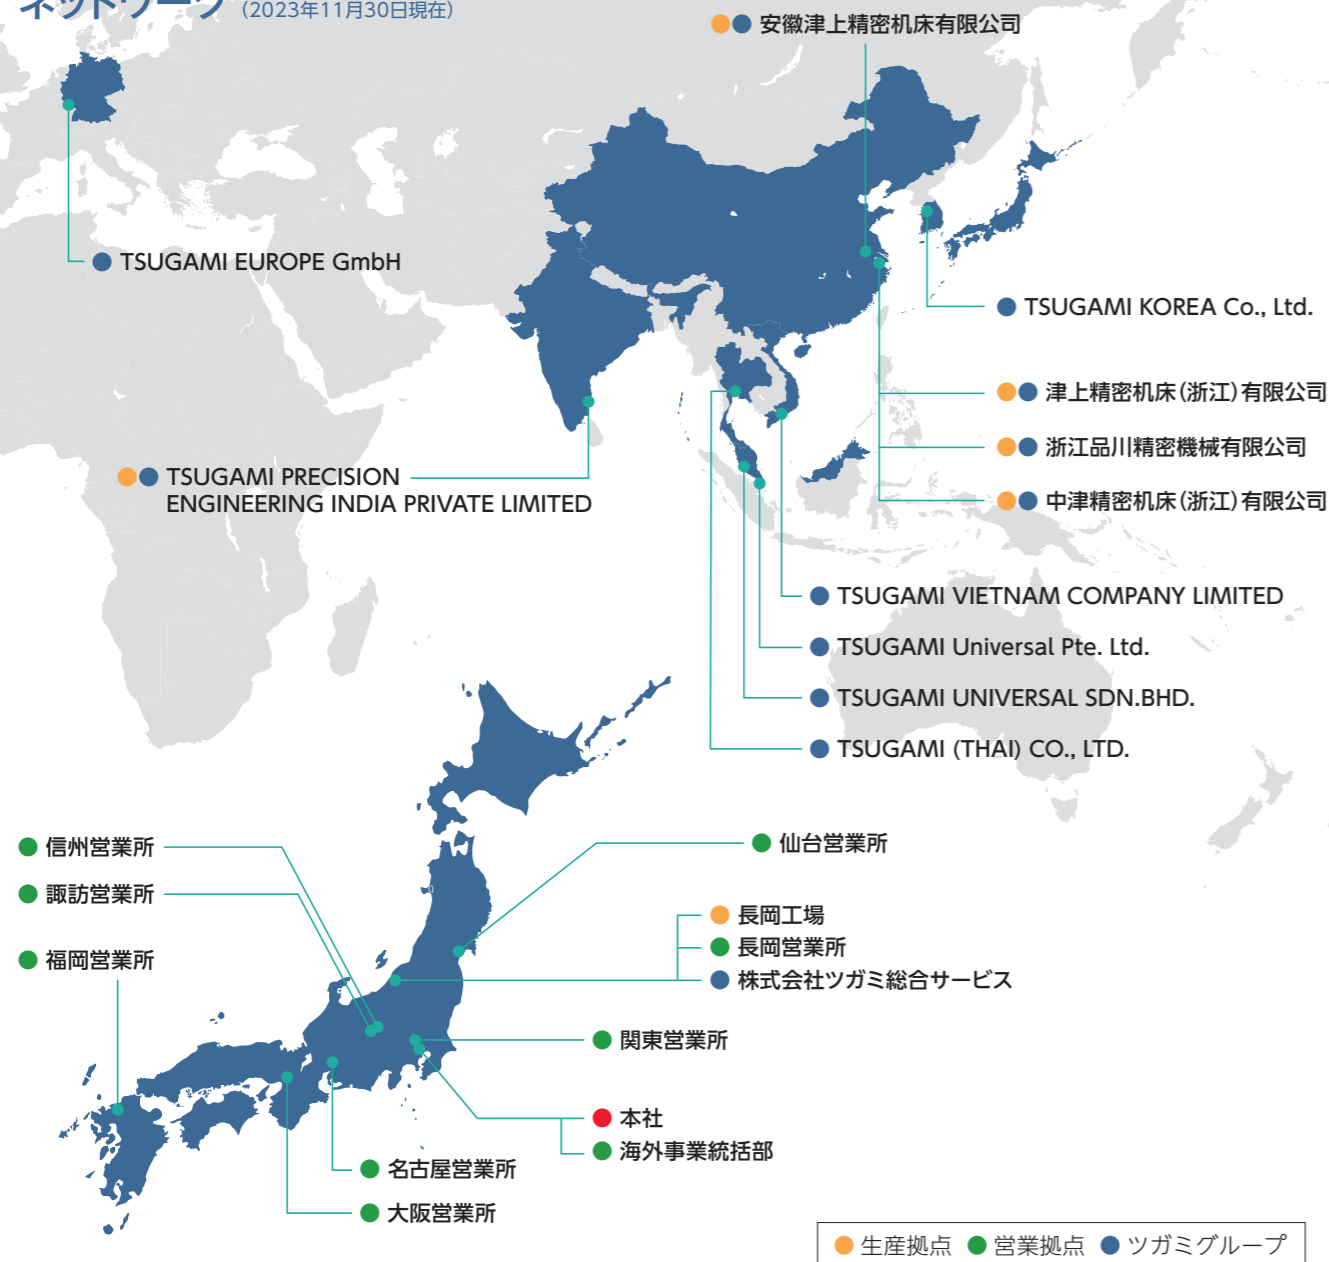 ネットワーク（2023年11月30日現在）
安徽津上精密机床有限公司
TSUGAMI EUROPE GmbH
TSUGAMI KOREA Co., Ltd.
津上精密机床（浙江）有限公司
浙江品川精密機械有限公司
中津精密机床（浙江）有限公司
TSUGAMI PRECISION
ENGINEERING INDIA PRIVATE LIMITED
TSUGAMI VIETNAM COMPANY LIMITED
TSUGAMI Universal Pte. Ltd.
TSUGAMI UNIVERSAL SDN.BHD.
TSUGAMI (THAI) CO., LTD.
信州営業所
諏訪営業所
福岡営業所
仙台営業所
長岡工場
長岡営業所
株式会社ツガミ総合サービス
関東営業所
本社
海外事業統括部
名古屋営業所
大阪営業所
生産拠点 営業拠点 ツガミグループ